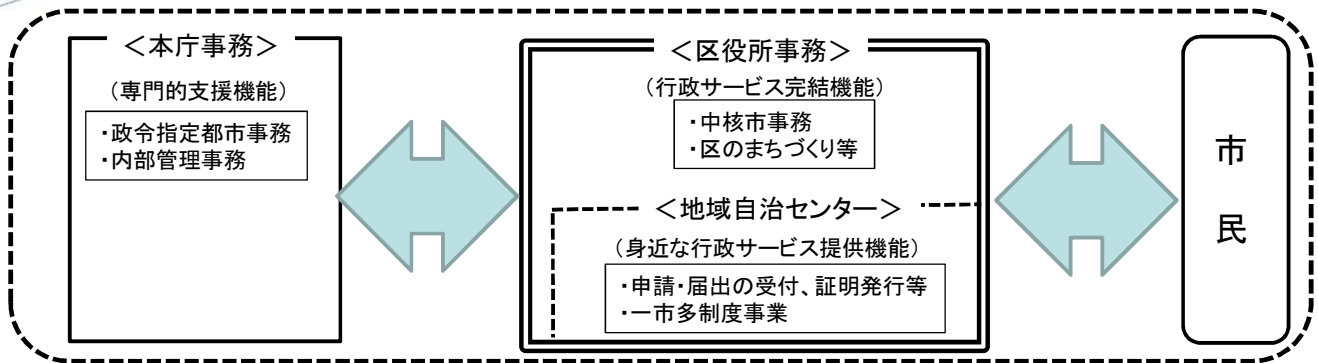 ＜本庁事務＞
（専門的支援機能）
・政令指定都市事務
・内部管理事務
＜区役所事務＞
（行政サービス完結機能）
・中核市事務
・区のまちづくり等
＜地域自治センター＞
（身近な行政サービス提供機能）
・申請・届出の受付、証明発行等
・一市多制度事業
市
民